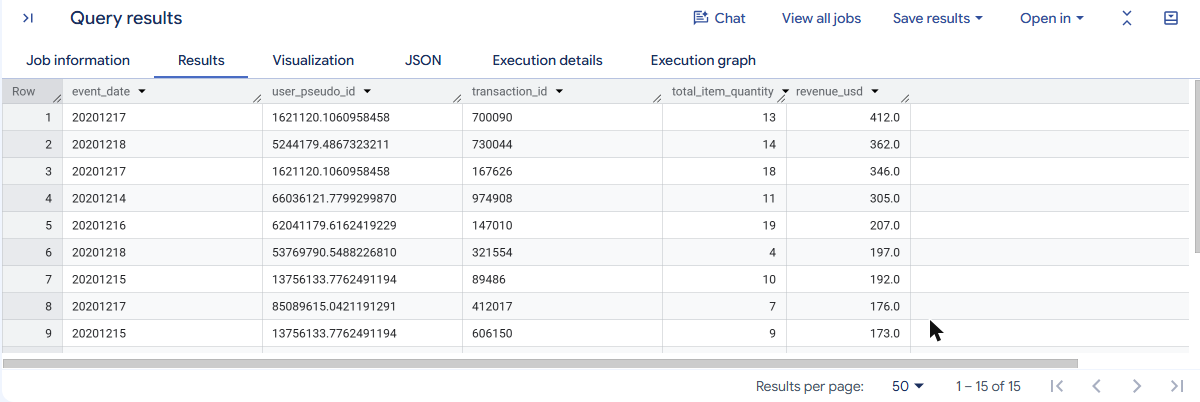 Query results Chat View all jobs Save results Open in
Job information Results Visualization JSON Execution details Execution graph
Row event_date user_pseudo_id transaction_id total_item_quantity revenue_usd
1 20201217 1621120.1060958458 700090 13 412.0
2 20201218 5244179.4867323211 730044 14 362.0
3 20201217 1621120.1060958458 167626 18 346.0
4 20201214 66036121.7799299870 974908 11 305.0
5 20201216 62041179.6162419229 147010 19 207.0
6 20201218 53769790.5488226810 321554 4 197.0
7 20201215 13756133.7762491194 89486 10 192.0
8 20201217 85089615.0421191291 412017 7 176.0
9 20201215 13756133.7762491194 606150 9 173.0
Results per page: 50 1 – 15 of 15